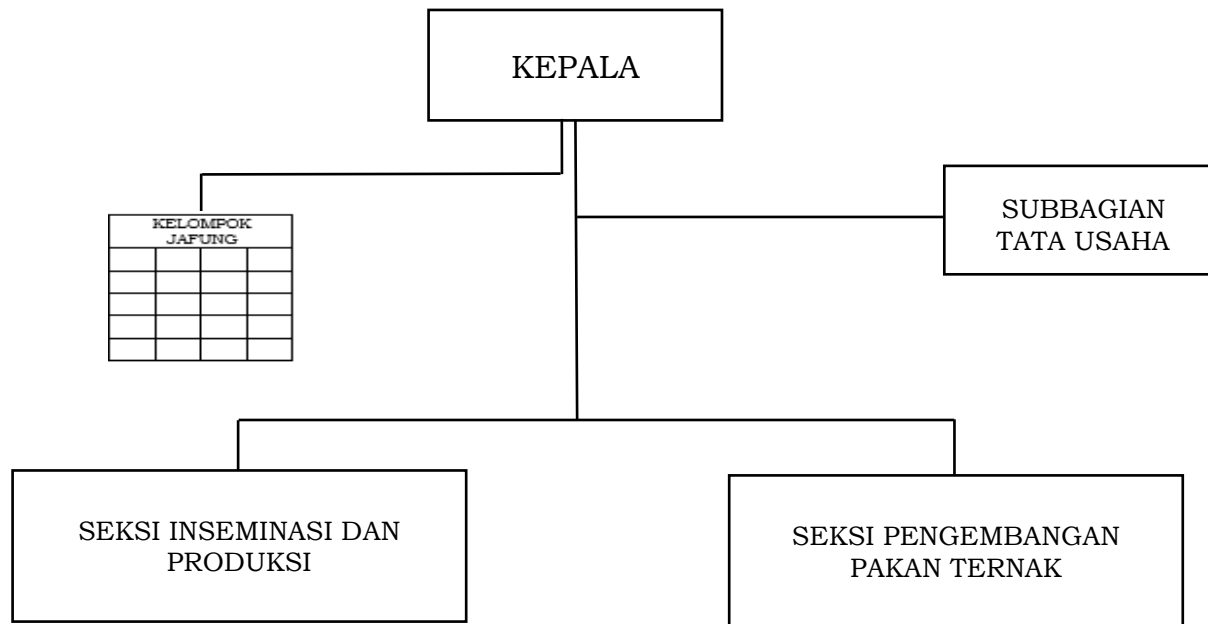 KEPALA
KELOMPOK
JAFUNG
SUBBAGIAN
TATA USAHA
SEKSI INSEMINASI DAN
PRODUKSI
SEKSI PENGEMBANGAN
PAKAN TERNAK